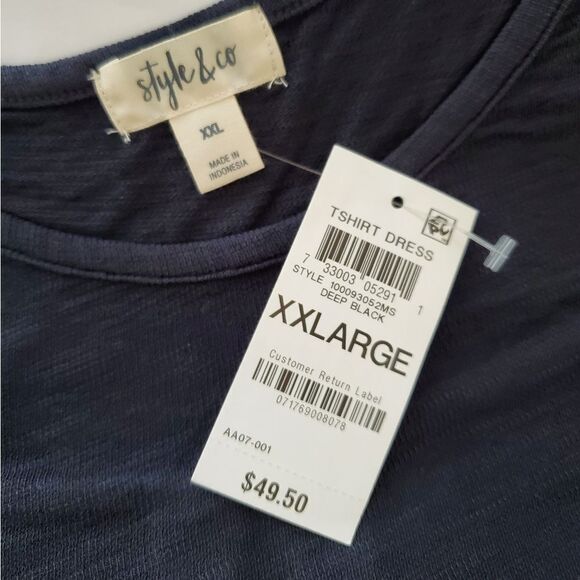 style & co
XXL
MADE IN
INDONESIA
TSHIRT DRESS
7 33003 05291 1
STYLE 100093052MS
DEEP BLACK
XXLARGE
Customer Return Label
071769008078
AA07-001
$49.50